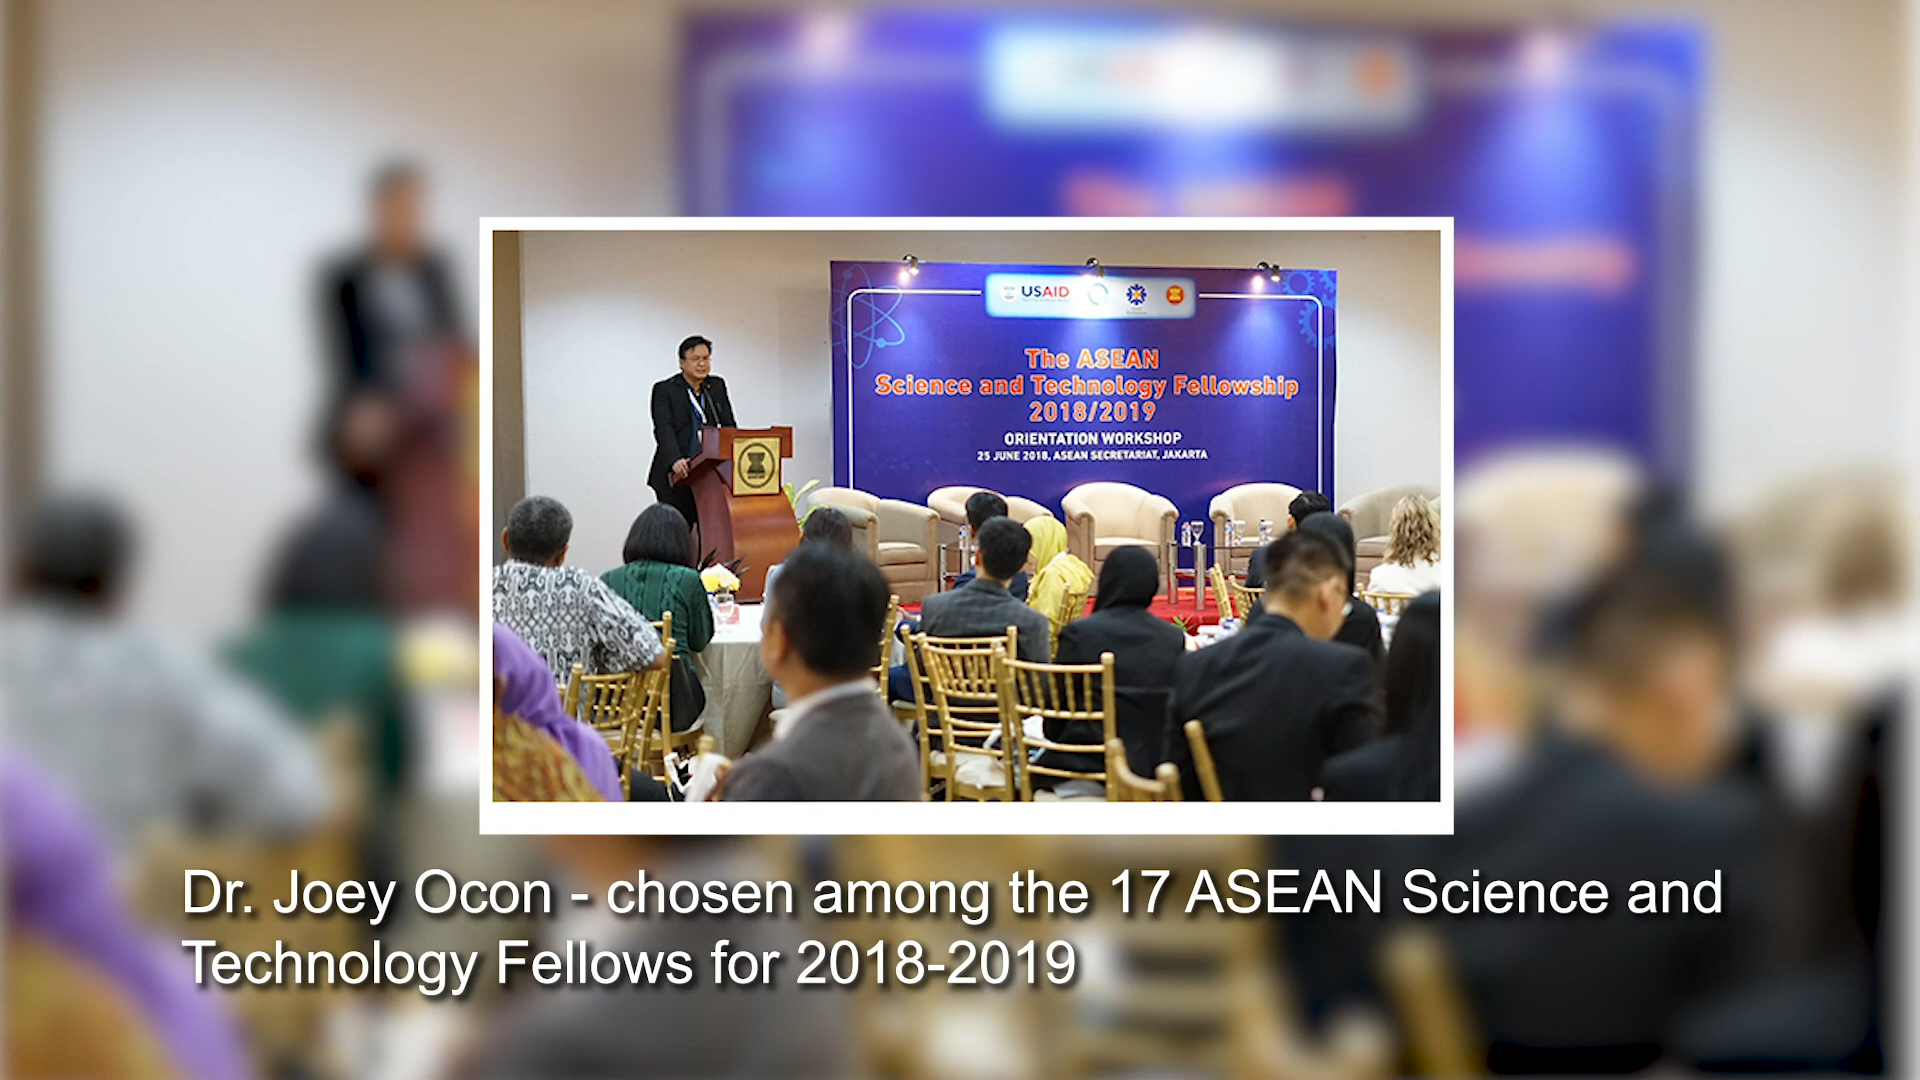 USAID
The ASEAN
Science and Technology Fellowship
2018/2019
ORIENTATION WORKSHOP
25 JUNE 2018, ASEAN SECRETARIAT, JAKARTA
Dr. Joey Ocon - chosen among the 17 ASEAN Science and
Technology Fellows for 2018-2019